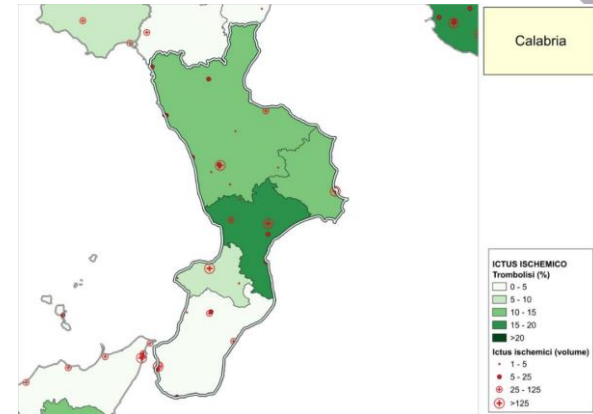 Calabria
ICTUS ISCHEMICO
Trombolisi (%)
0 - 5
5 - 10
10 - 15
15 - 20
>20
Ictus ischemici (volume)
1 - 5
5 - 25
25 - 125
>125